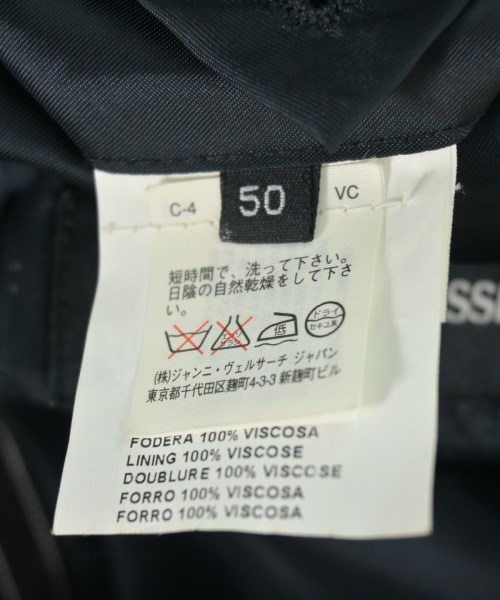 C-4 50 VC
短時間で、洗って下さい。
日陰の自然乾燥をして下さ
い。
低 ドライ セキユ系
(株)ジャンニ・ヴェルサーチ ジャパン
東京都千代田区麹町4-3-3 新麹町ビル
FODERA 100% VISCOSA
LINING 100% VISCOSE
DOUBLURE 100% VISCOSE
FORRO 100% VISCOSA
FORRO 100% VISCOSA